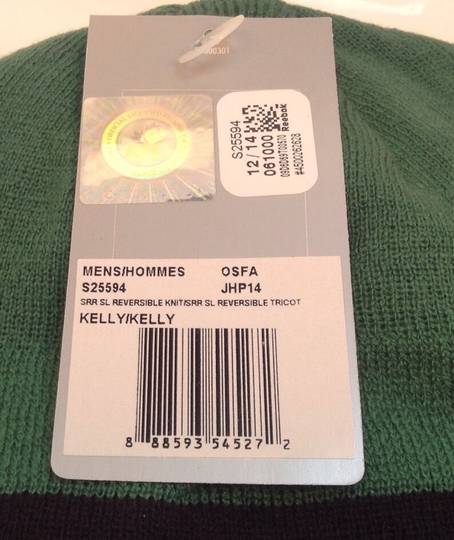 S25594
12/14
061000
Reebok
#4500262628
MENS/HOMMES OSFA
S25594 JHP14
SRR SL REVERSIBLE KNIT/SRR SL REVERSIBLE TRICOT
KELLY/KELLY
8 88593 54527 2